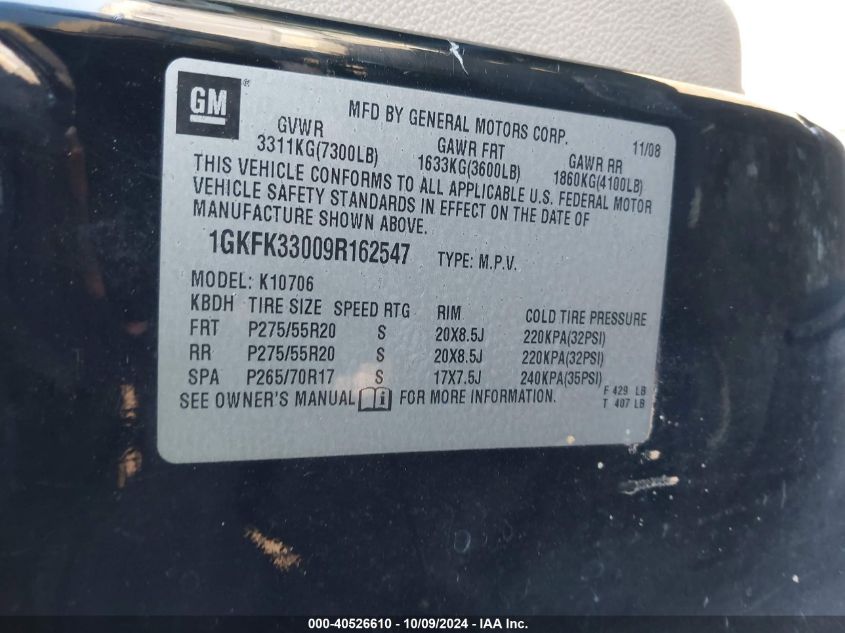 GM ®
MFD BY GENERAL MOTORS CORP. 11/08
GVWR GAWR FRT GAWR RR
3311KG(7300LB) 1633KG(3600LB) 1860KG(4100LB)
THIS VEHICLE CONFORMS TO ALL APPLICABLE U.S. FEDERAL MOTOR
VEHICLE SAFETY STANDARDS IN EFFECT ON THE DATE OF
MANUFACTURE SHOWN ABOVE.
1GKFK33009R162547 TYPE: M.P.V.
MODEL: K10706
KBDH TIRE SIZE SPEED RTG RIM COLD TIRE PRESSURE
FRT P275/55R20 S 20X8.5J 220KPA(32PSI)
RR P275/55R20 S 20X8.5J 220KPA(32PSI)
SPA P265/70R17 S 17X7.5J 240KPA(35PSI)
SEE OWNER'S MANUAL FOR MORE INFORMATION.
F 429 LB
T 407 LB
000-40526610 - 10/09/2024 - IAA Inc.